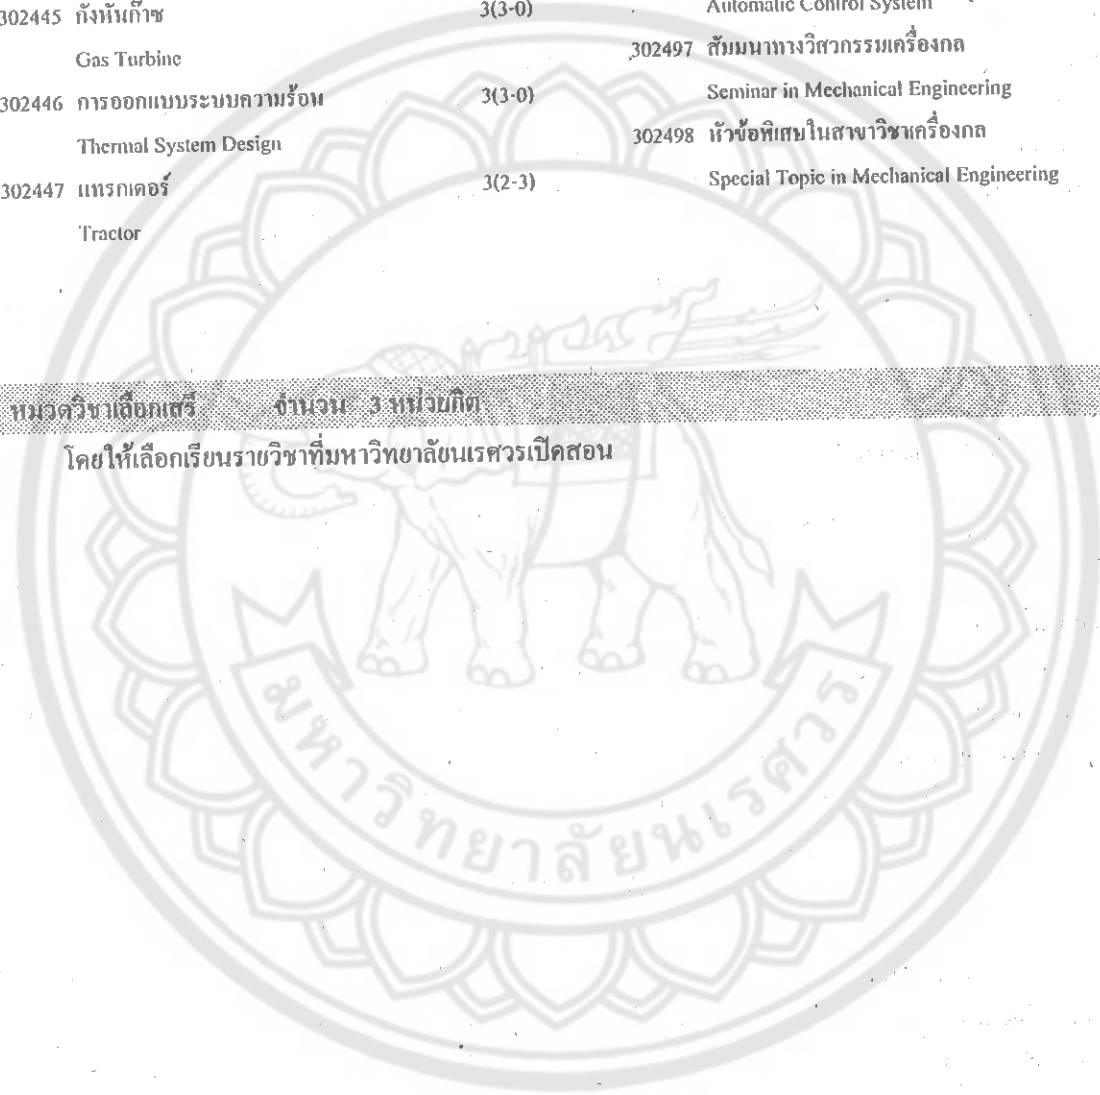 302445 กังหันก๊าซ 3(3-0)
Gas Turbine
302446 การออกแบบระบบความร้อน 3(3-0)
Thermal System Design
302447 แทรกเตอร์ 3(2-3)
Tractor
Automatic Control System
302497 สัมมนาทางวิศวกรรมเครื่องกล
Seminar in Mechanical Engineering
302498 หัวข้อพิเศษในสาขาวิชาเครื่องกล
Special Topic in Mechanical Engineering
หมวดวิชาเลือกเสรี จำนวน 3 หน่วยกิต
โดยให้เลือกเรียนรายวิชาที่มหาวิทยาลัยนเรศวรเปิดสอน
มหาวิทยาลัยนเรศวร